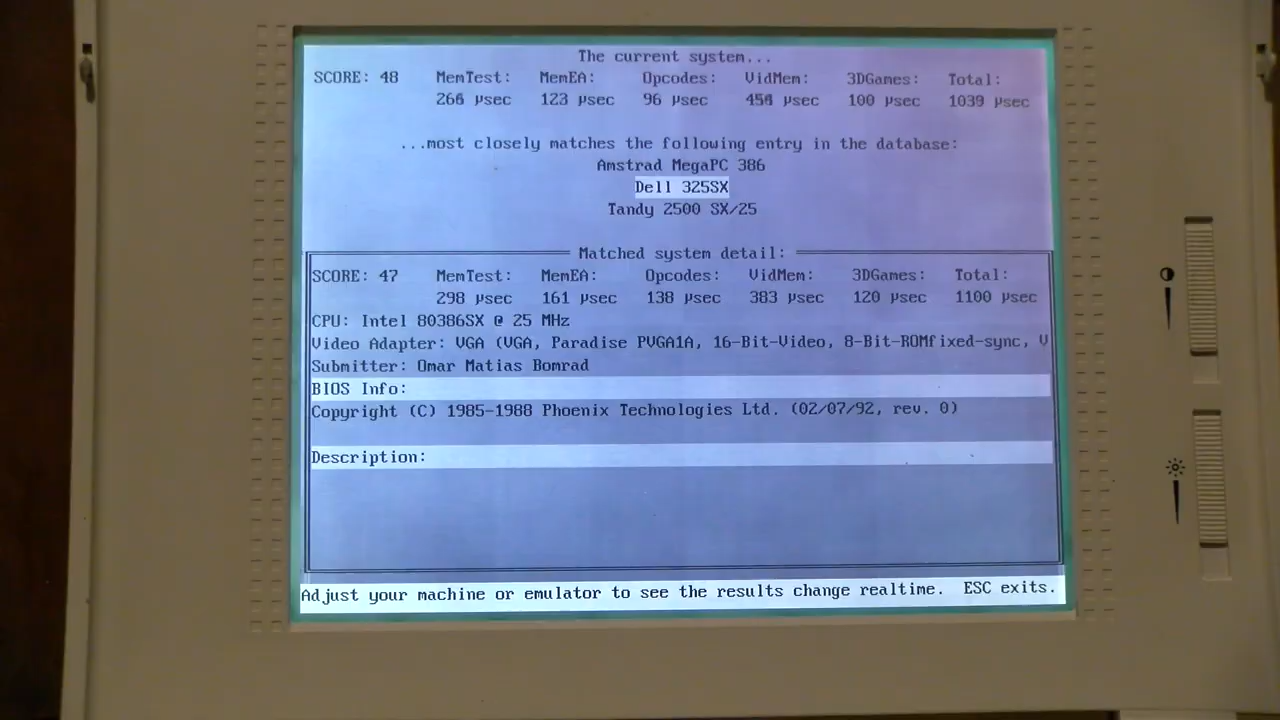 The current system...
SCORE: 48 MemTest: MemEA: Opcodes: VidMem: 3DGames: Total:
266 µsec 123 µsec 96 µsec 456 µsec 100 µsec 1039 µsec
...most closely matches the following entry in the database:
Amstrad MegaPC 386
Dell 325SX
Tandy 2500 SX/25
Matched system detail:
SCORE: 47 MemTest: MemEA: Opcodes: VidMem: 3DGames: Total:
298 µsec 161 µsec 138 µsec 383 µsec 120 µsec 1100 µsec
CPU: Intel 80386SX @ 25 MHz
Video Adapter: VGA (VGA, Paradise PVGA1A, 16-Bit-Video, 8-Bit-ROMfixed-sync, V
Submitter: Omar Matias Bomrad
BIOS Info:
Copyright (C) 1985-1988 Phoenix Technologies Ltd. (02/07/92, rev. 0)
Description:
Adjust your machine or emulator to see the results change realtime. ESC exits.